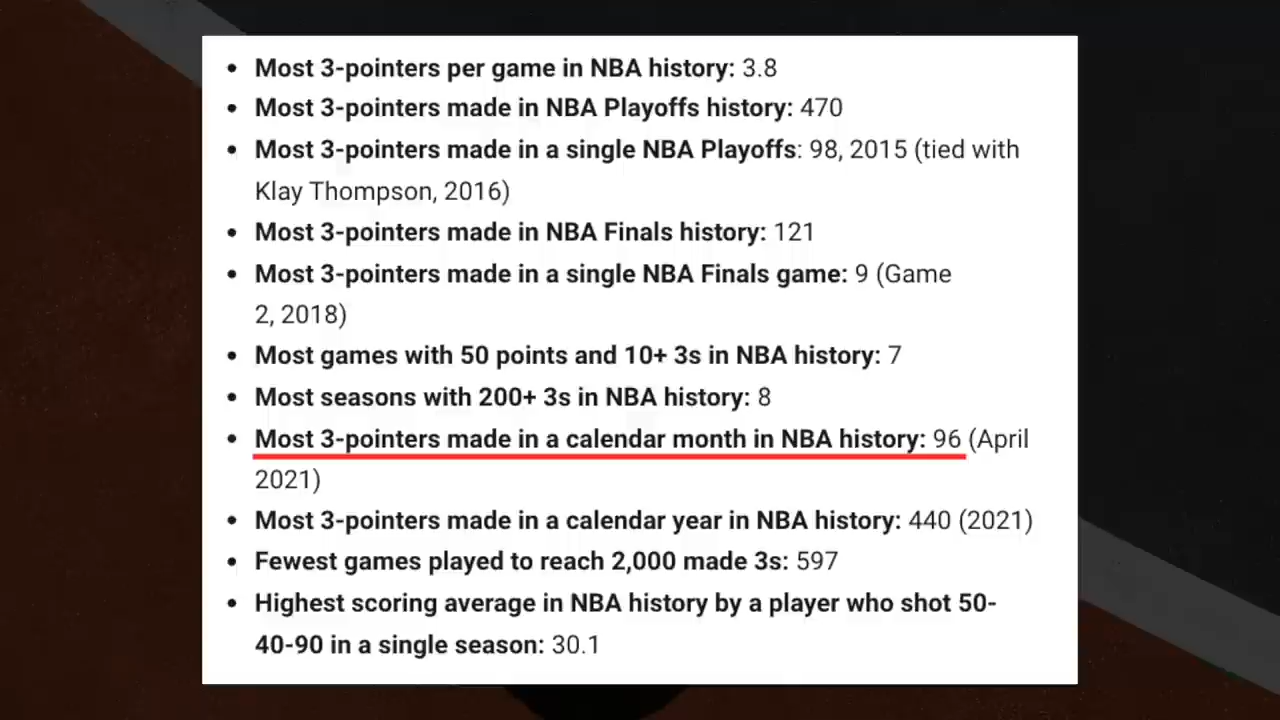 • Most 3-pointers per game in NBA history: 3.8
• Most 3-pointers made in NBA Playoffs history: 470
• Most 3-pointers made in a single NBA Playoffs: 98, 2015 (tied with
Klay Thompson, 2016)
• Most 3-pointers made in NBA Finals history: 121
• Most 3-pointers made in a single NBA Finals game: 9 (Game
2, 2018)
• Most games with 50 points and 10+ 3s in NBA history: 7
• Most seasons with 200+ 3s in NBA history: 8
• Most 3-pointers made in a calendar month in NBA history: 96 (April
2021)
• Most 3-pointers made in a calendar year in NBA history: 440 (2021)
• Fewest games played to reach 2,000 made 3s: 597
• Highest scoring average in NBA history by a player who shot 50-
40-90 in a single season: 30.1